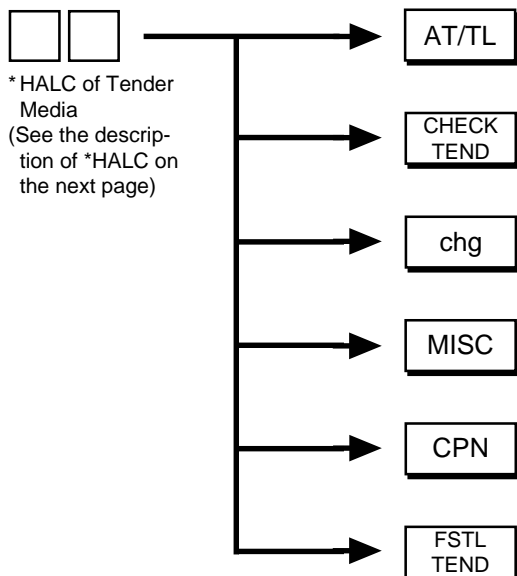 * HALC of Tender
Media
(See the descrip-
tion of *HALC on
the next page)
AT/TL
CHECK
TEND
chg
MISC
CPN
FSTL
TEND